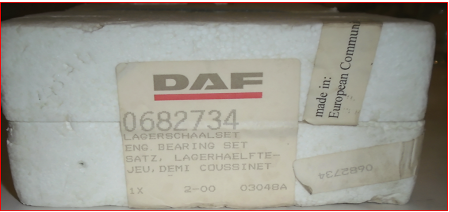 DAF
0682734
LAGERSCHAALSET
ENG.BEARING SET
SATZ, LAGERHAELFTE-
JEU,DEMI COUSSINET
1X 2-00 03048A
made in:
European Commun
0682734